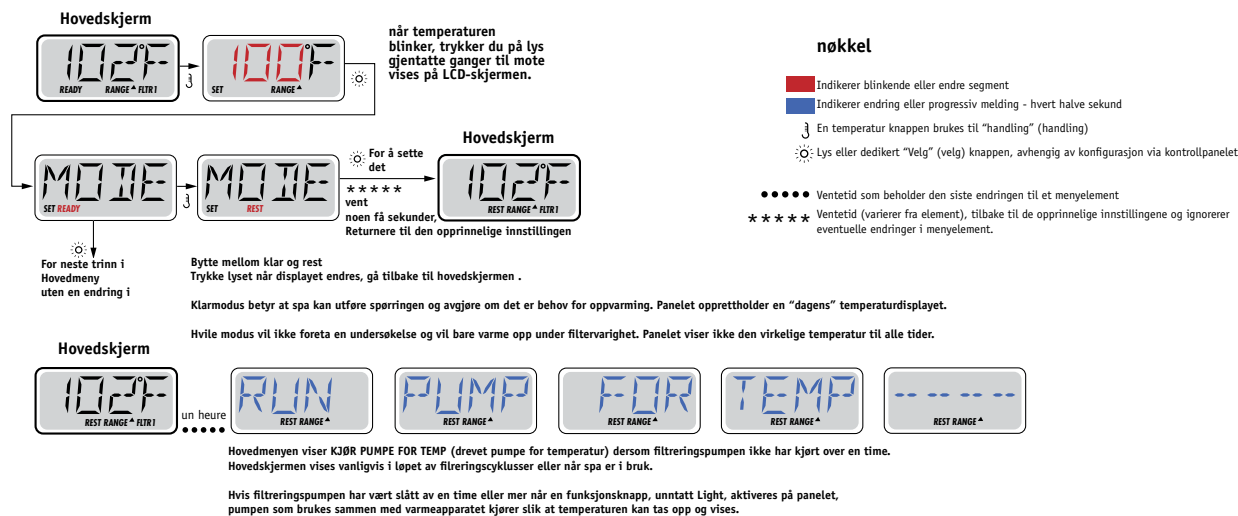 Hovedskjerm
102°F
READY RANGE FLTR1
100°F
SET RANGE
når temperaturen
blinker, trykker du på lys
gjentatte ganger til mote
vises på LCD-skjermen.
nøkkel
Indikerer blinkende eller endre segment
Indikerer endring eller progressiv melding - hvert halve sekund
En temperatur knappen brukes til “handling” (handling)
Lys eller dedikert “Velg” (velg) knappen, avhengig av konfigurasjon via kontrollpanelet
Ventetid som beholder den siste endringen til et menyelement
***** Ventetid (varierer fra element), tilbake til de opprinnelige innstillingene og ignorerer
eventuelle endringer i menyelement.
MODE
SET READY
MODE
SET REST
For å sette
det
*****
vent
noen få sekunder,
Returnere til den opprinnelige innstillingen
Hovedskjerm
102°F
REST RANGE FLTR1
For neste trinn i
Hovedmeny
uten en endring i
Bytte mellom klar og rest
Trykke lyset når displayet endres, gå tilbake til hovedskjermen .
Klarmodus betyr at spa kan utføre spørringen og avgjøre om det er behov for oppvarming. Panelet opprettholder en “dagens” temperaturdisplayet.
Hvile modus vil ikke foreta en undersøkelse og vil bare varme opp under filtervarighet. Panelet viser ikke den virkelige temperatur til alle tider.
Hovedskjerm
102°F
REST RANGE FLTR1
un heure
RUN
REST RANGE
PUMP
REST RANGE
FOR
REST RANGE
TEMP
REST RANGE
-- -- -- --
REST RANGE
Hovedmenyen viser KJØR PUMPE FOR TEMP (drevet pumpe for temperatur) dersom filtreringspumpen ikke har kjørt over en time.
Hovedskjermen vises vanligvis i løpet av filreringscyklusser eller når spa er i bruk.
Hvis filtreringspumpen har vært slått av en time eller mer når en funksjonsknapp, unntatt Light, aktiveres på panelet,
pumpen som brukes sammen med varmeapparatet kjører slik at temperaturen kan tas opp og vises.